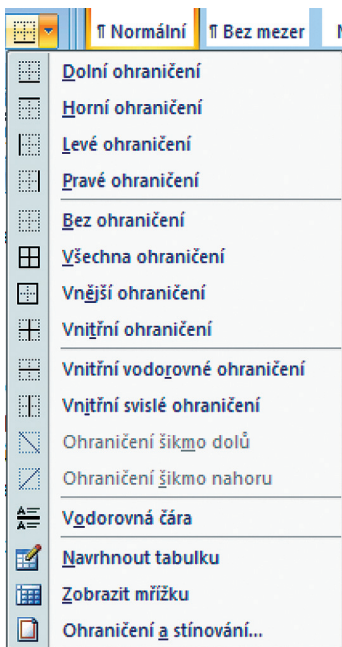 ¶ Normální ¶ Bez mezer N
Dolní ohraničení
Horní ohraničení
Levé ohraničení
Pravé ohraničení
Bez ohraničení
Všechna ohraničení
Vnější ohraničení
Vnitřní ohraničení
Vnitřní vodorovné ohraničení
Vnitřní svislé ohraničení
Ohraničení šikmo dolů
Ohraničení šikmo nahoru
Vodorovná čára
Navrhnout tabulku
Zobrazit mřížku
Ohraničení a stínování...